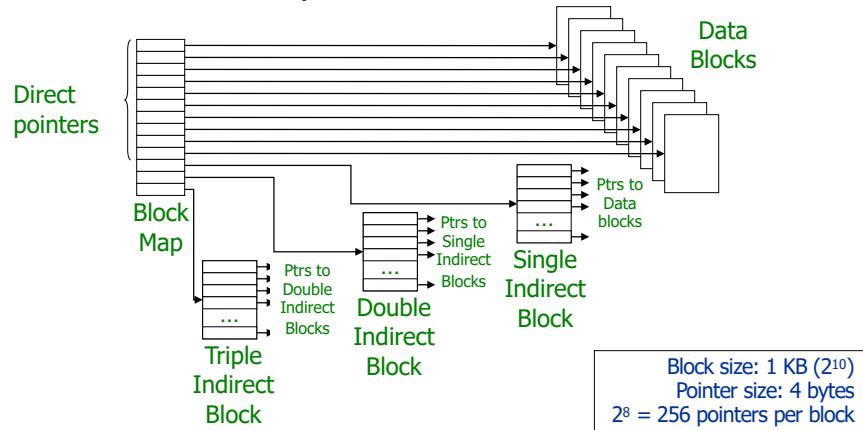 Data
Blocks
Direct
pointers
Block
Map
Ptrs to
Data
blocks
...
Single
Indirect
Block
Ptrs to
Single
Indirect
Blocks
...
Double
Indirect
Block
Ptrs to
Double
Indirect
Blocks
...
Triple
Indirect
Block
Block size: 1 KB (2¹⁰)
Pointer size: 4 bytes
2⁸ = 256 pointers per block